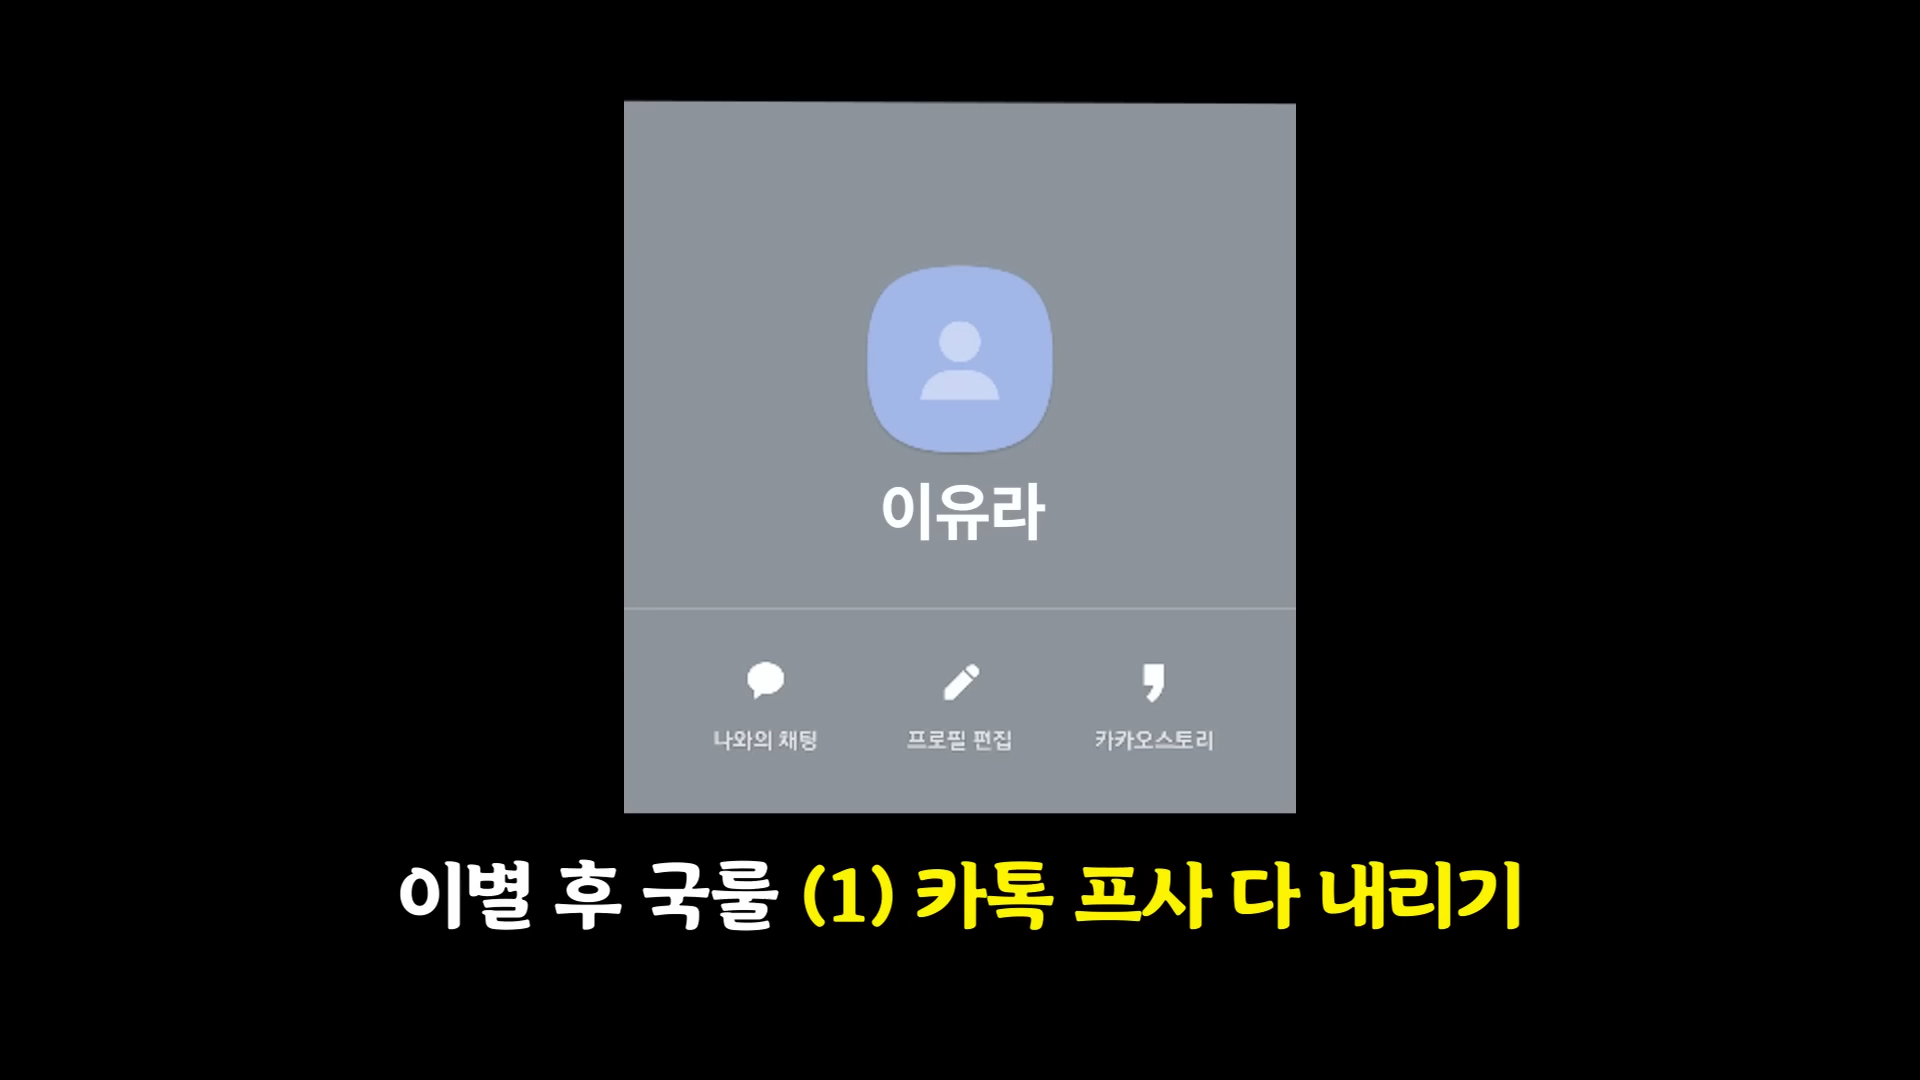 이유라
나와의 채팅 프로필 편집 카카오스토리
이별 후 국룰 (1) 카톡 프사 다 내리기